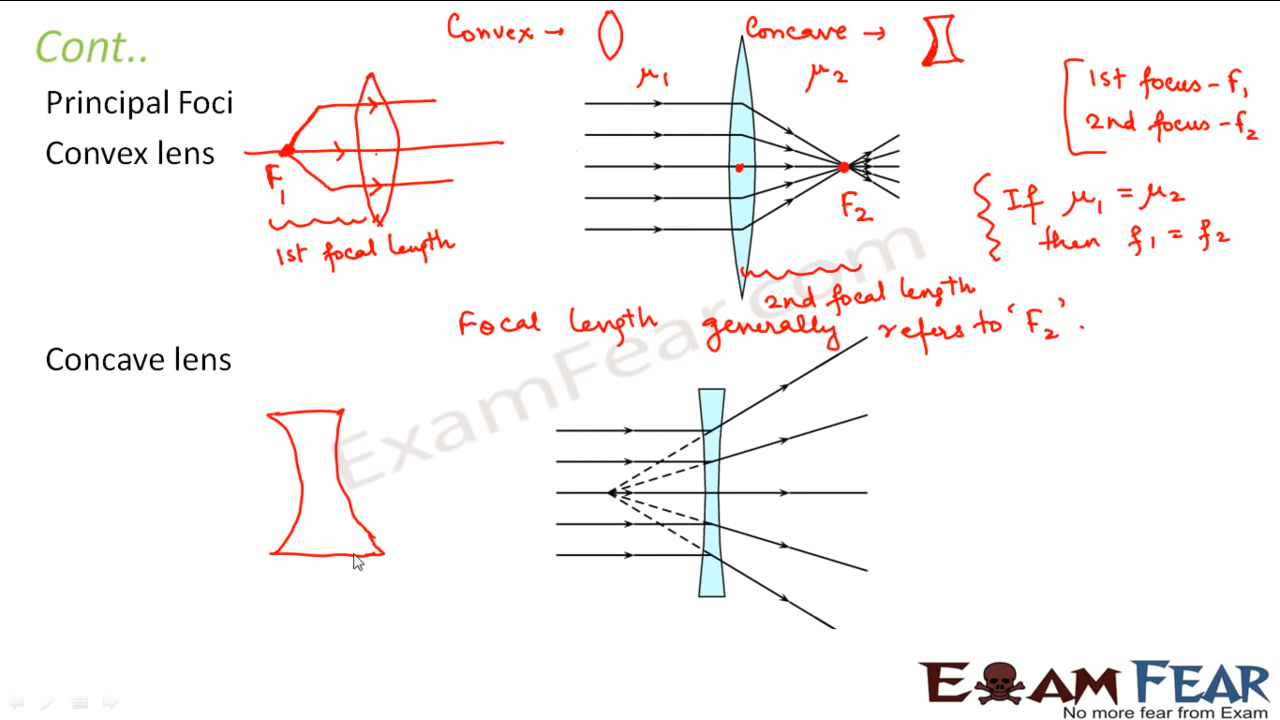 Cont..
Convex → Concave →
μ₁ μ₂
1st focus - f₁
2nd focus - f₂
Principal Foci
Convex lens
F₁
1st focal length
F₂
If μ₁ = μ₂
then f₁ = f₂
2nd focal length
Focal length generally refers to 'F₂'.
Concave lens
ExamFear.com
EXAM FEAR
No more fear from Exam